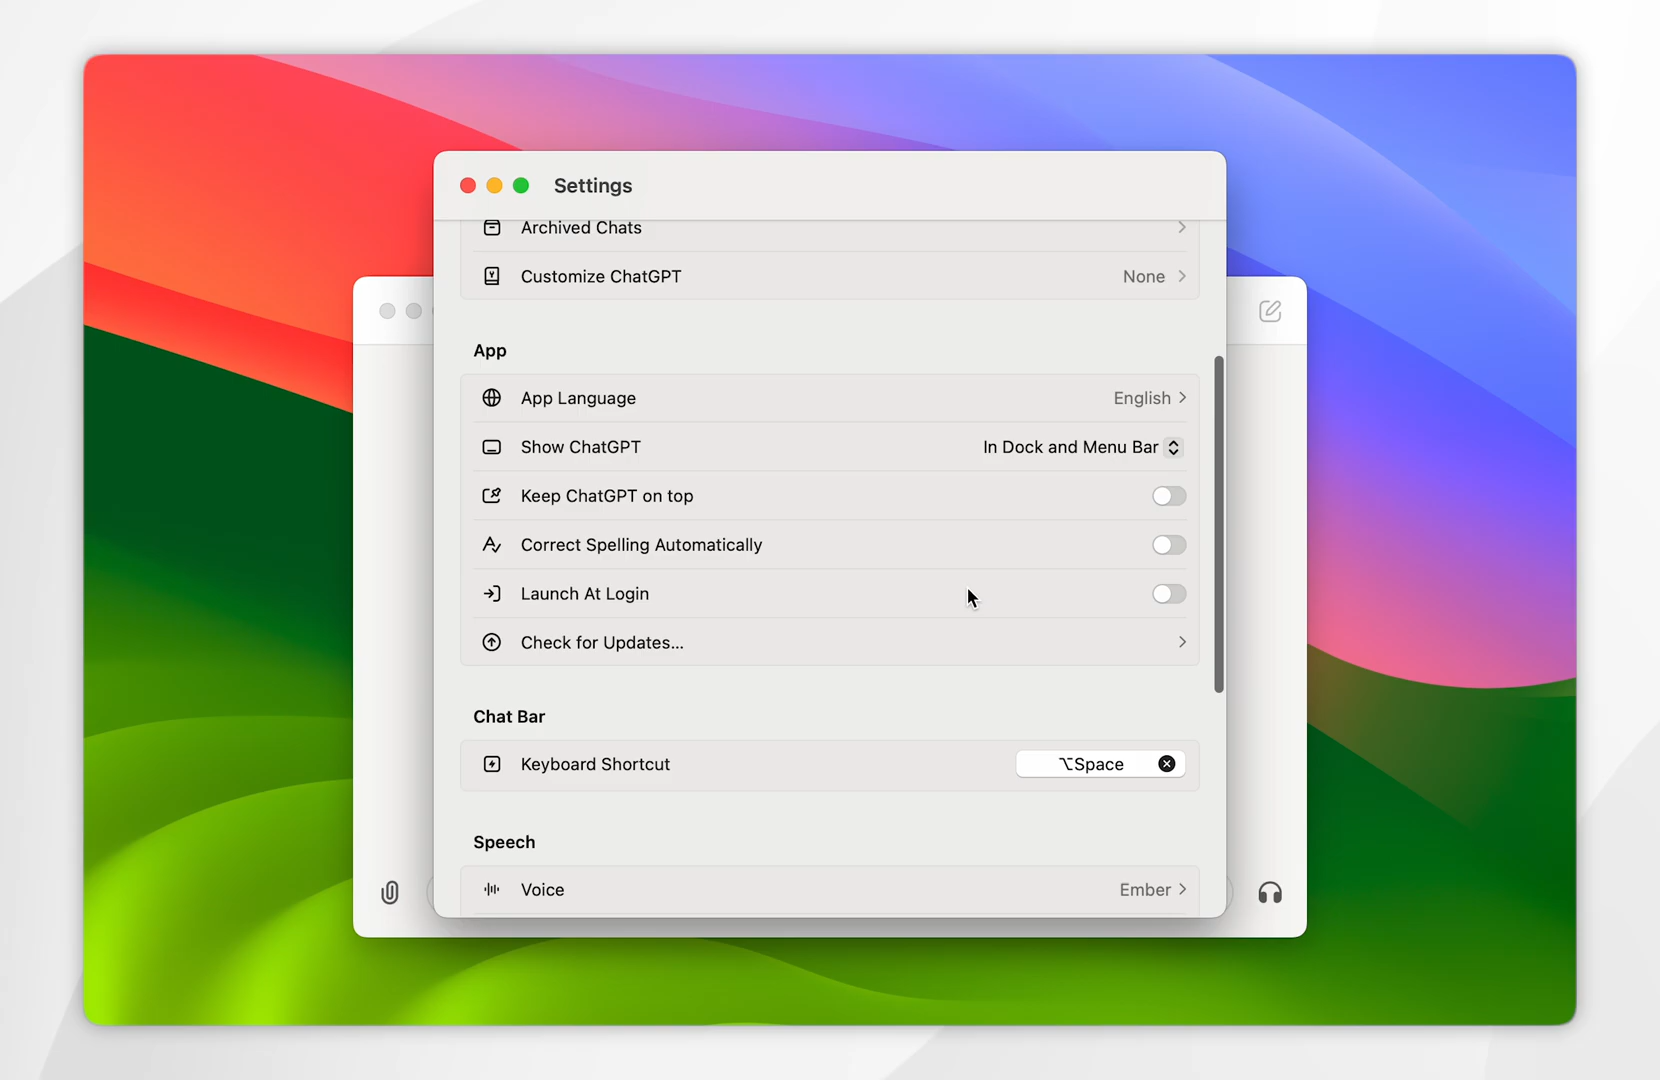 Settings
Archived Chats
Customize ChatGPT None
App
App Language English
Show ChatGPT In Dock and Menu Bar
Keep ChatGPT on top
Correct Spelling Automatically
Launch At Login
Check for Updates...
Chat Bar
Keyboard Shortcut ⌥Space
Speech
Voice Ember